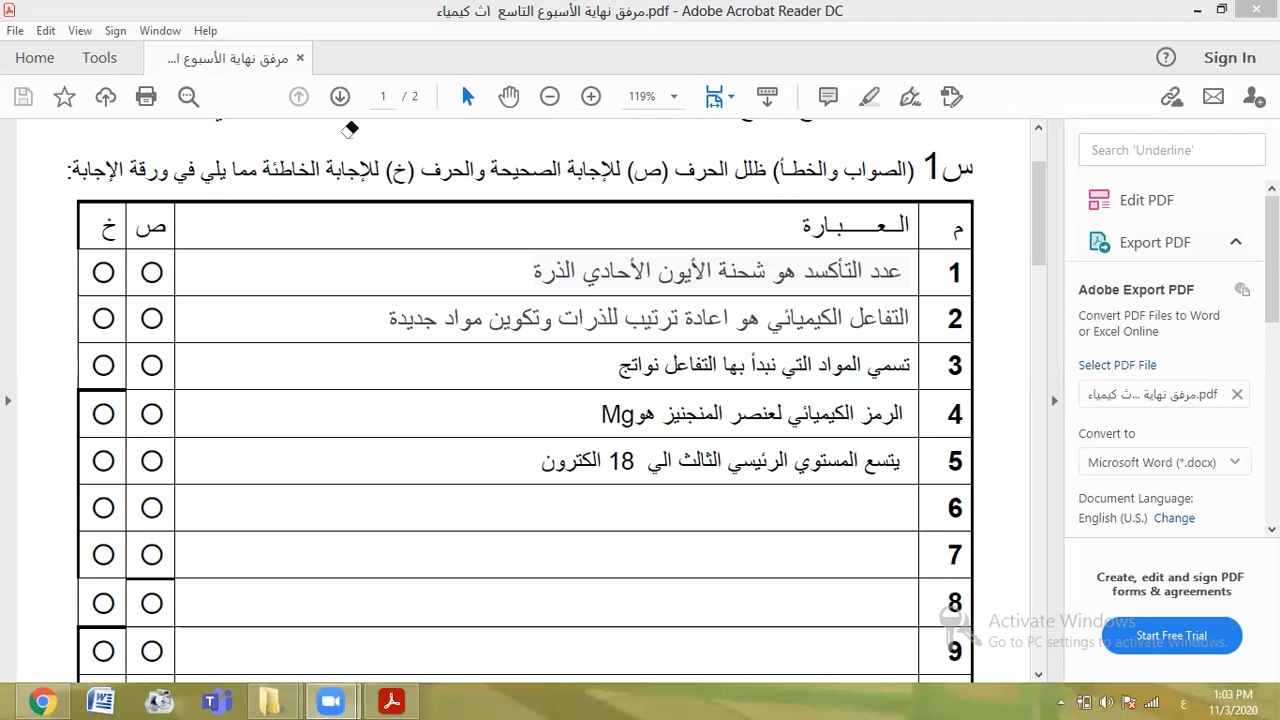 مرفق نهاية الأسبوع التاسع ١ث كيمياء.pdf - Adobe Acrobat Reader DC
File Edit View Sign Window Help
Home Tools مرفق نهاية الأسبوع ا... × Sign In
1 / 2 119%
س1 (الصواب والخطأ) ظلل الحرف (ص) للإجابة الصحيحة والحرف (خ) للإجابة الخاطئة مما يلي في ورقة الإجابة:
م الـعـــــبـارة ص خ
1 عدد التأكسد هو شحنة الأيون الأحادي الذرة
2 التفاعل الكيميائي هو اعادة ترتيب للذرات وتكوين مواد جديدة
3 تسمي المواد التي نبدأ بها التفاعل نواتج
4 الرمز الكيميائي لعنصر المنجنيز هوMg
5 يتسع المستوي الرئيسي الثالث الي 18 الكترون
6
7
8
9
Search 'Underline'
Edit PDF
Export PDF
Adobe Export PDF
Convert PDF Files to Word
or Excel Online
Select PDF File
مرفق نهاية ...ث كيمياء.pdf
Convert to
Microsoft Word (*.docx)
Document Language:
English (U.S.) Change
Create, edit and sign PDF
forms & agreements
Start Free Trial
Activate Windows
Go to PC settings to activate Windows.
ع
1:03 PM
11/3/2020